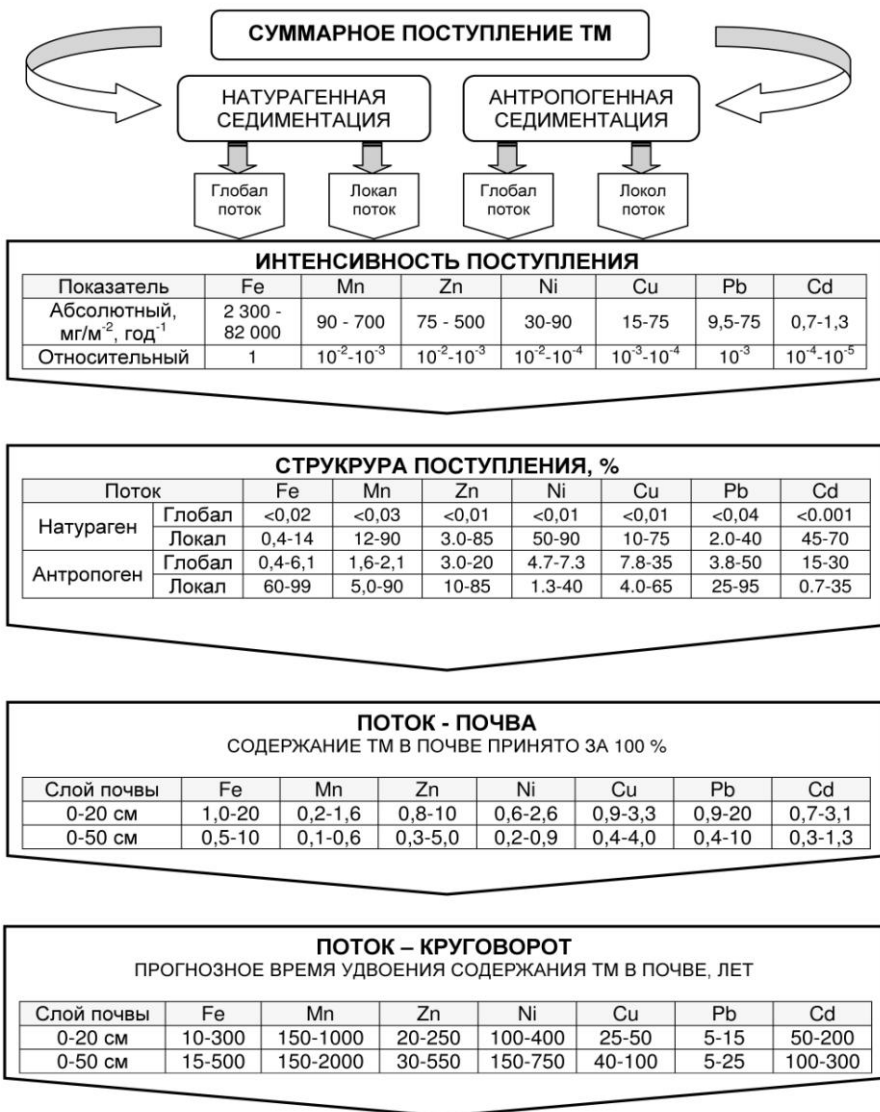 СУММАРНОЕ ПОСТУПЛЕНИЕ ТМ
НАТУРАГЕННАЯ
СЕДИМЕНТАЦИЯ
АНТРОПОГЕННАЯ
СЕДИМЕНТАЦИЯ
Глобал
поток
Локал
поток
Глобал
поток
Локол
поток
ИНТЕНСИВНОСТЬ ПОСТУПЛЕНИЯ
Показатель Fe Mn Zn Ni Cu Pb Cd
Абсолютный, мг/м⁻², год⁻¹ 2 300 - 82 000 90 - 700 75 - 500 30-90 15-75 9,5-75 0,7-1,3
Относительный 1 10⁻²-10⁻³ 10⁻²-10⁻³ 10⁻²-10⁻⁴ 10⁻³-10⁻⁴ 10⁻³ 10⁻⁴-10⁻⁵
СТРУКРУРА ПОСТУПЛЕНИЯ, %
Поток Fe Mn Zn Ni Cu Pb Cd
Натураген Глобал <0,02 <0,03 <0,01 <0,01 <0,01 <0,04 <0.001
Локал 0,4-14 12-90 3.0-85 50-90 10-75 2.0-40 45-70
Антропоген Глобал 0,4-6,1 1,6-2,1 3.0-20 4.7-7.3 7.8-35 3.8-50 15-30
Локал 60-99 5,0-90 10-85 1.3-40 4.0-65 25-95 0.7-35
ПОТОК - ПОЧВА
СОДЕРЖАНИЕ ТМ В ПОЧВЕ ПРИНЯТО ЗА 100 %
Слой почвы Fe Mn Zn Ni Cu Pb Cd
0-20 см 1,0-20 0,2-1,6 0,8-10 0,6-2,6 0,9-3,3 0,9-20 0,7-3,1
0-50 см 0,5-10 0,1-0,6 0,3-5,0 0,2-0,9 0,4-4,0 0,4-10 0,3-1,3
ПОТОК – КРУГОВОРОТ
ПРОГНОЗНОЕ ВРЕМЯ УДВОЕНИЯ СОДЕРЖАНИЯ ТМ В ПОЧВЕ, ЛЕТ
Слой почвы Fe Mn Zn Ni Cu Pb Cd
0-20 см 10-300 150-1000 20-250 100-400 25-50 5-15 50-200
0-50 см 15-500 150-2000 30-550 150-750 40-100 5-25 100-300